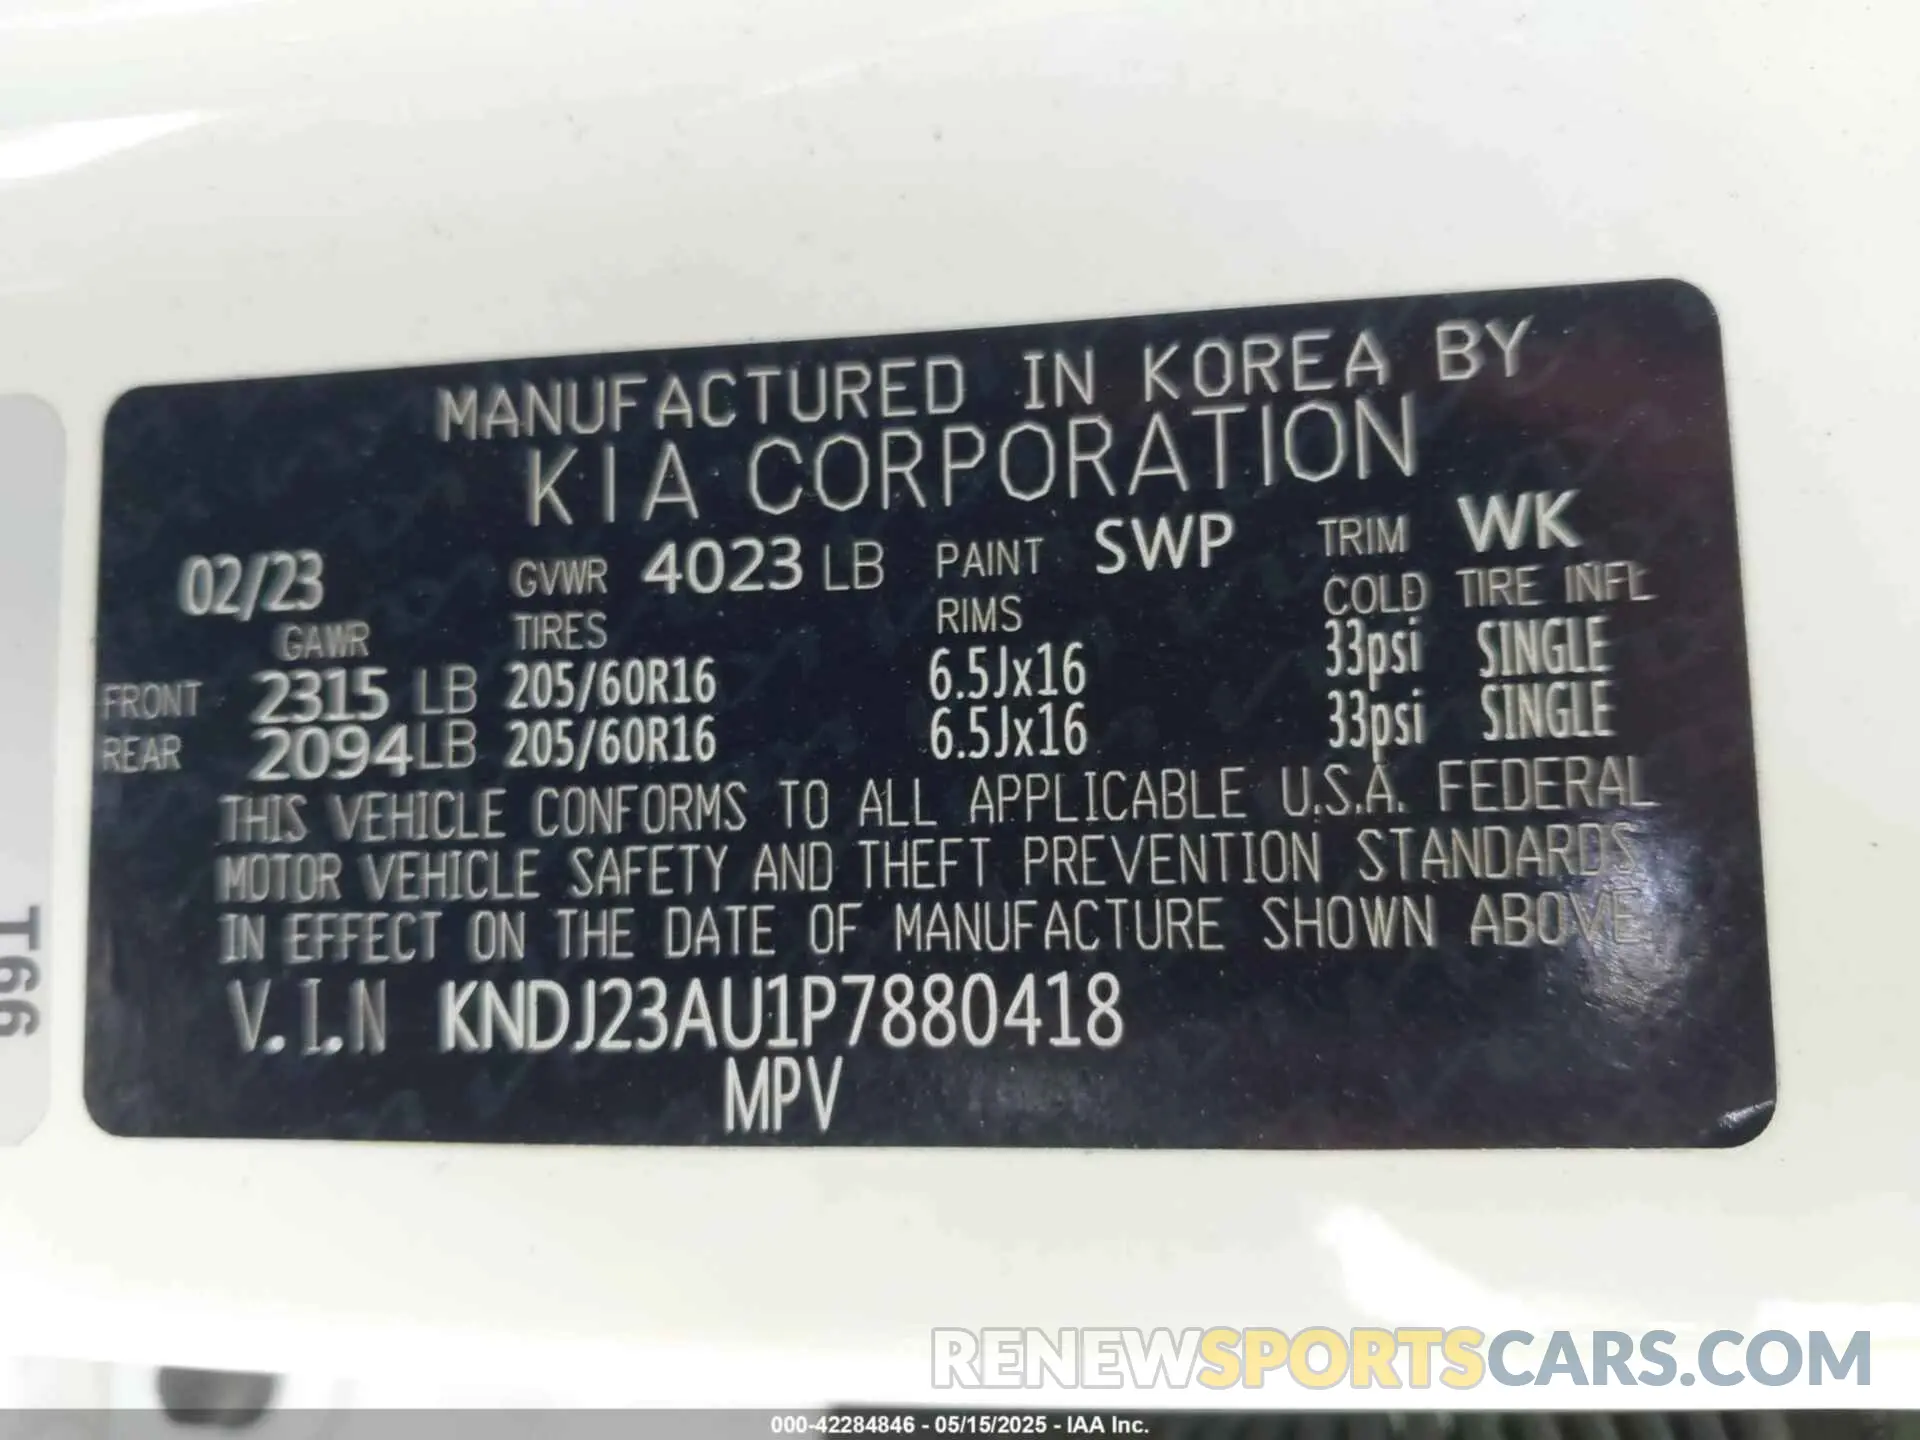 MANUFACTURED IN KOREA BY
KIA CORPORATION
02/23 GVWR 4023 LB PAINT SWP TRIM WK
GAWR TIRES RIMS COLD TIRE INFL
FRONT 2315 LB 205/60R16 6.5Jx16 33psi SINGLE
REAR 2094 LB 205/60R16 6.5Jx16 33psi SINGLE
THIS VEHICLE CONFORMS TO ALL APPLICABLE U.S.A. FEDERAL
MOTOR VEHICLE SAFETY AND THEFT PREVENTION STANDARDS
IN EFFECT ON THE DATE OF MANUFACTURE SHOWN ABOVE.
V.I.N KNDJ23AU1P7880418
MPV
T66
RENEWSPORTSCARS.COM
000-42284846 - 05/15/2025 - IAA Inc.